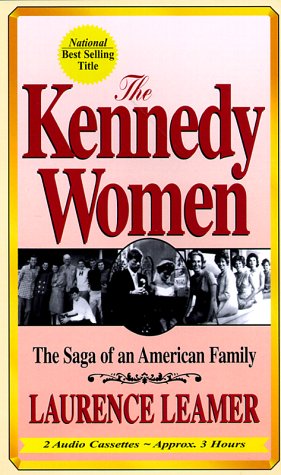 National
Best Selling
Title
The
Kennedy
Women
The Saga of an American Family
LAURENCE LEAMER
2 Audio Cassettes ~ Approx. 3 Hours